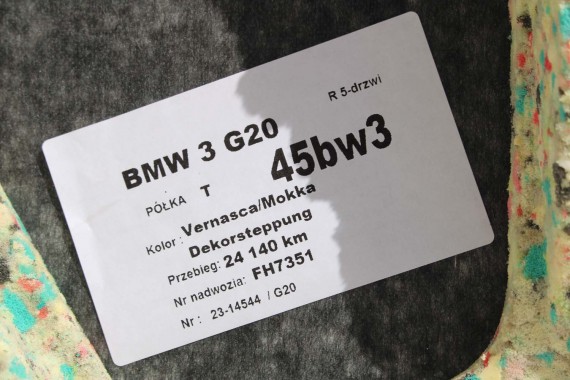 R 5-drzwi
BMW 3 G20
PÓŁKA T 45bw3
Kolor : Vernasca/Mokka
Dekorsteppung
Przebieg: 24 140 km
Nr nadwozia: FH7351
Nr : 23-14544 / G20